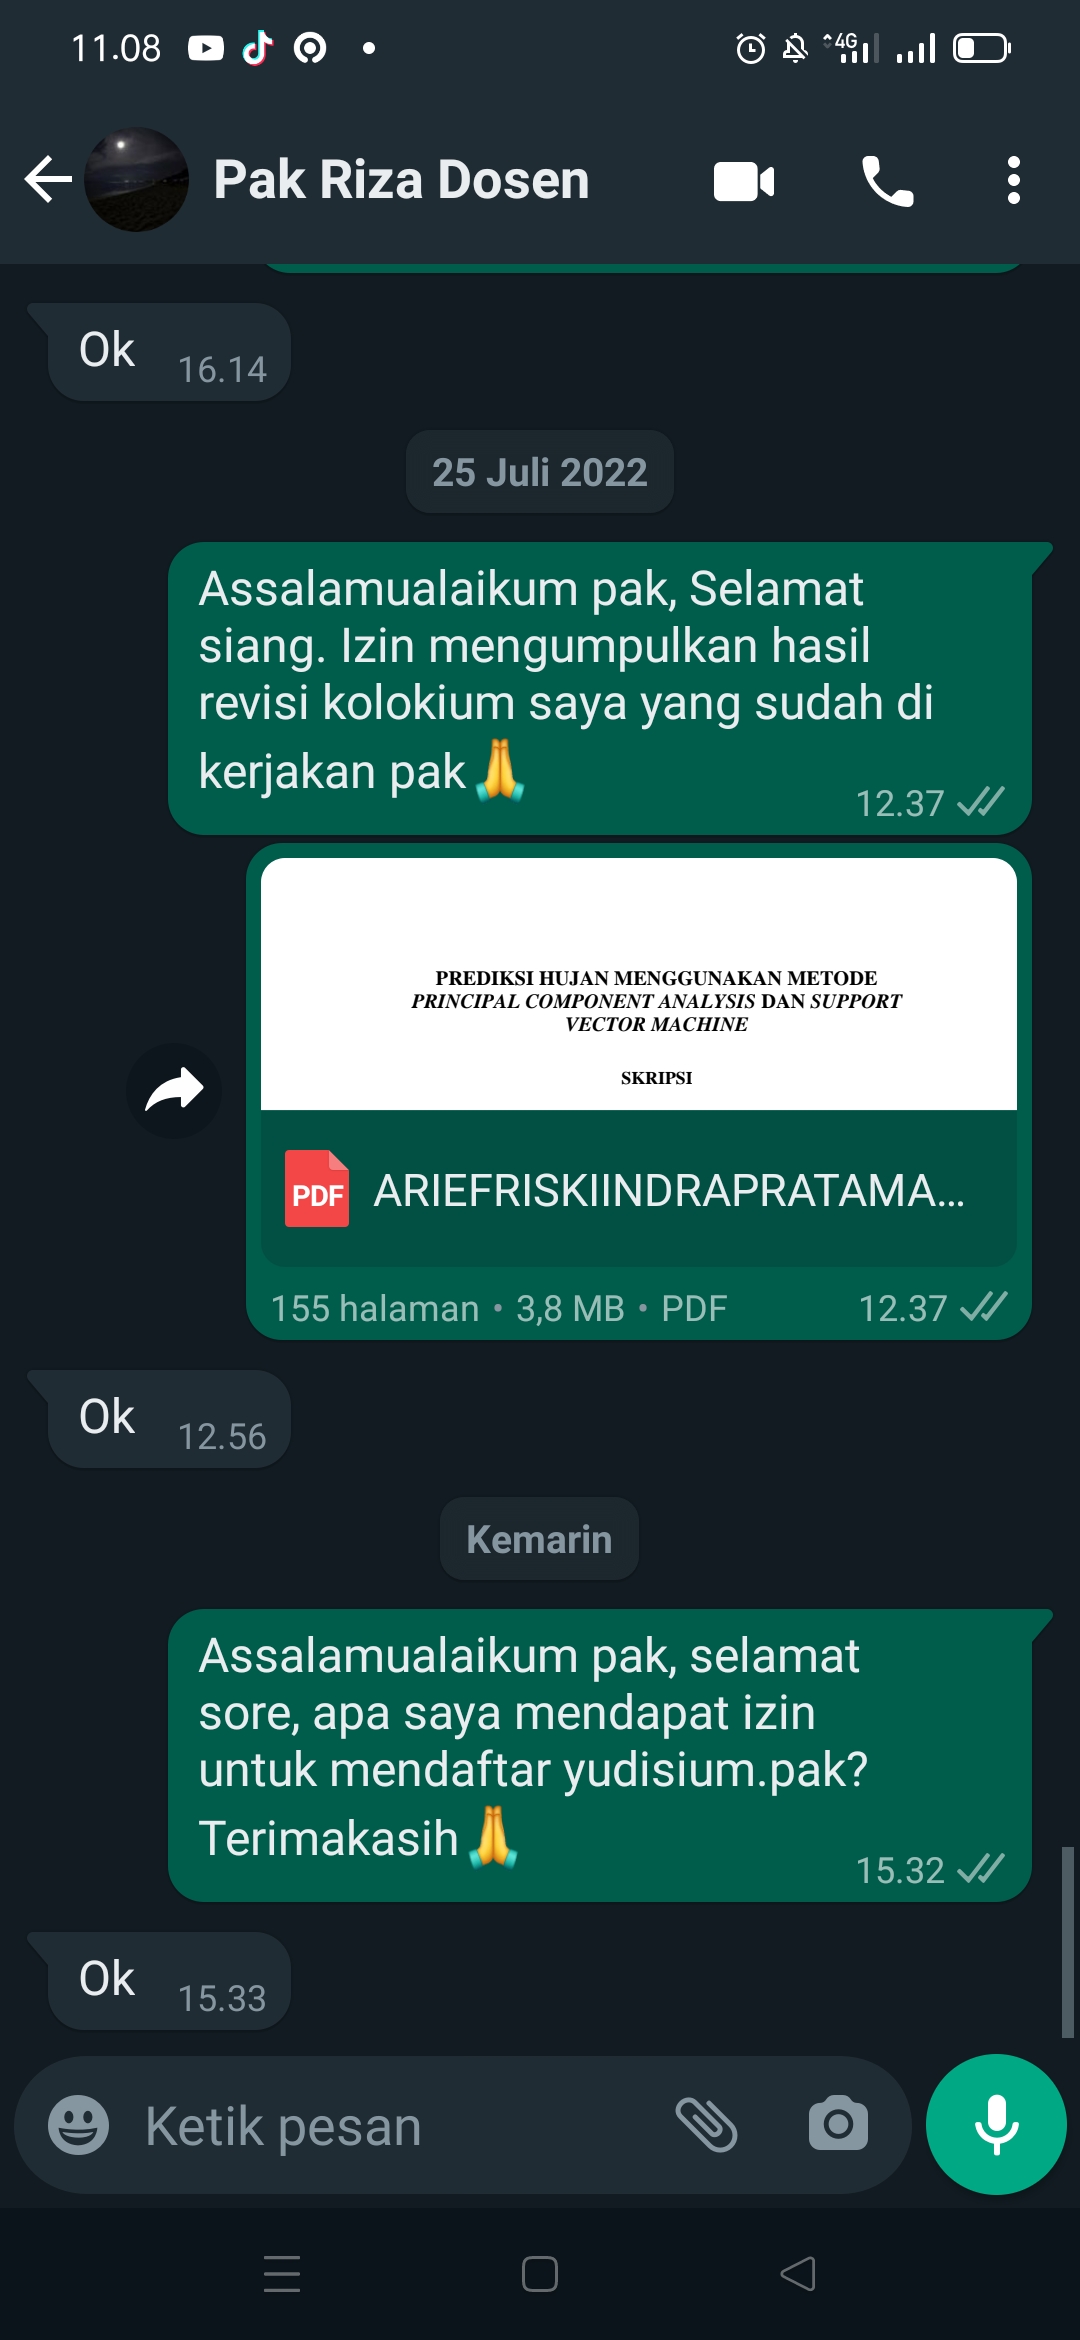 11.08
4G
Pak Riza Dosen
Ok 16.14
25 Juli 2022
Assalamualaikum pak, Selamat
siang. Izin mengumpulkan hasil
revisi kolokium saya yang sudah di
kerjakan pak🙏
12.37
PREDIKSI HUJAN MENGGUNAKAN METODE
PRINCIPAL COMPONENT ANALYSIS DAN SUPPORT
VECTOR MACHINE
SKRIPSI
PDF ARIEFRISKIINDRAPRATAMA...
155 halaman • 3,8 MB • PDF 12.37
Ok 12.56
Kemarin
Assalamualaikum pak, selamat
sore, apa saya mendapat izin
untuk mendaftar yudisium.pak?
Terimakasih🙏
15.32
Ok 15.33
Ketik pesan